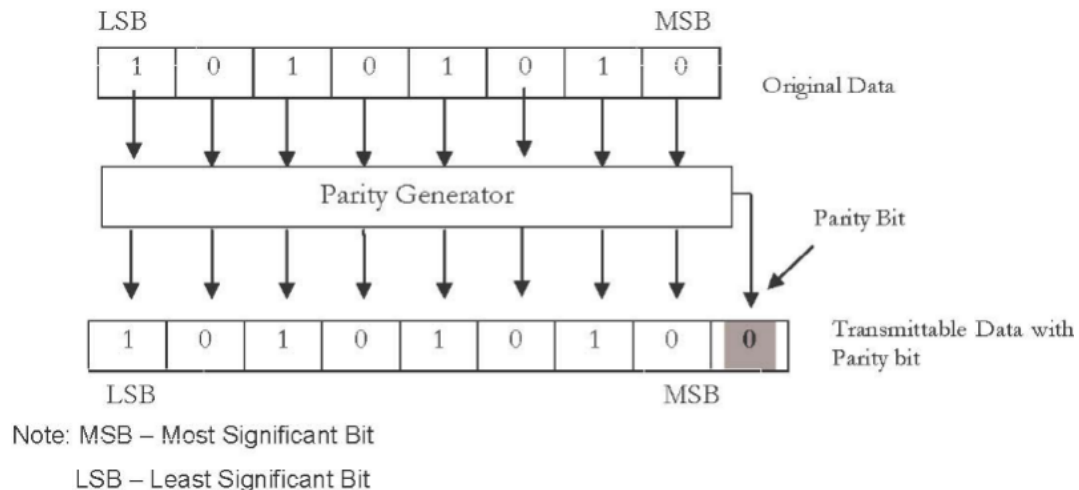 LSB MSB
1 0 1 0 1 0 1 0
Original Data
Parity Generator
Parity Bit
1 0 1 0 1 0 1 0 0
Transmittable Data with
Parity bit
LSB MSB
Note: MSB – Most Significant Bit
LSB – Least Significant Bit